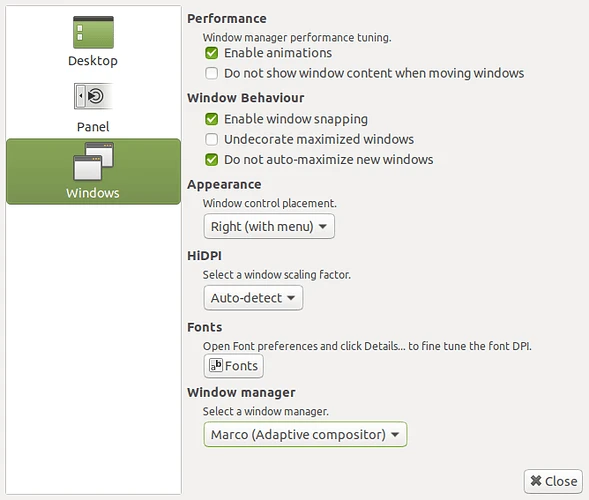 Desktop
Panel
Windows
Performance
Window manager performance tuning.
Enable animations
Do not show window content when moving windows
Window Behaviour
Enable window snapping
Undecorate maximized windows
Do not auto-maximize new windows
Appearance
Window control placement.
Right (with menu)
HiDPI
Select a window scaling factor.
Auto-detect
Fonts
Open Font preferences and click Details... to fine tune the font DPI.
Fonts
Window manager
Select a window manager.
Marco (Adaptive compositor)
Close